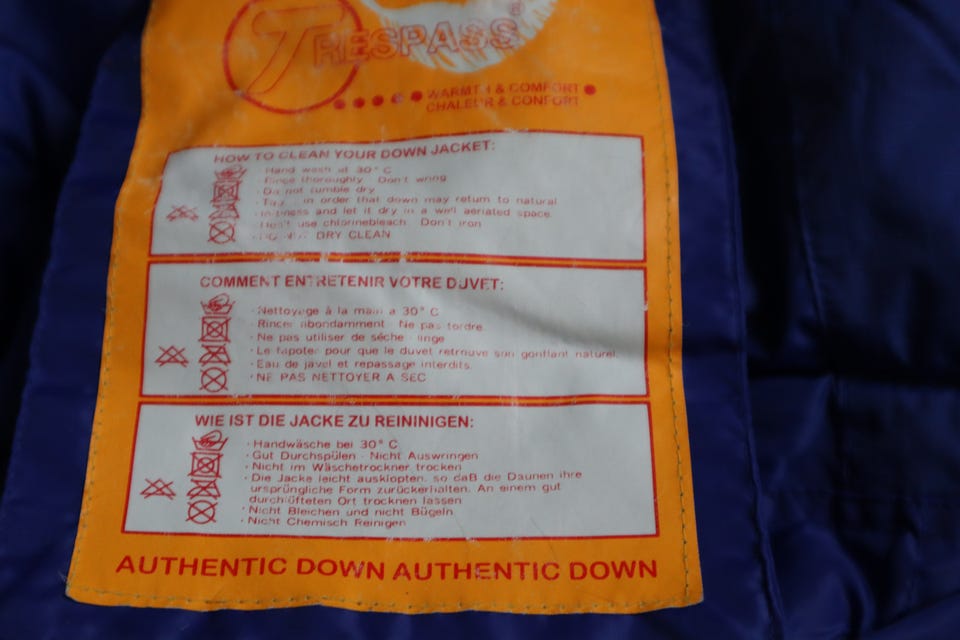 TRESPASS®
WARMTH & COMFORT
CHALEUR & CONFORT
HOW TO CLEAN YOUR DOWN JACKET:
· Hand wash at 30° C
· Rinse thoroughly Don't wring
· Do not tumble dry
in order that down may return to natural
and let it dry in a well aeriated space
use chlorinebleach Don't iron
DRY CLEAN
COMMENT ENTRETENIR VOTRE DUVET:
· Nettoyage à la main a 30° C
· Rincer abondamment Ne pas tordre
· Ne pas utiliser de séche linge
· Le tapoter pour que le duvet retrouve son gonflant naturel
· Eau de javel et repassage interdits
· NE PAS NETTOYER A SEC
WIE IST DIE JACKE ZU REININIGEN:
· Handwäsche bei 30° C
· Gut Durchspülen - Nicht Auswringen
· Nicht im Wäschetrockner trocken
· Die Jacke leicht ausklopten, so daß die Daunen ihre
ursprüngliche Form zurückerhalten. An einem gut
durchlüfteten Ort trocknen lassen
· Nicht Bleichen und nicht Bügeln
· Nicht Chemisch Reinigen
AUTHENTIC DOWN AUTHENTIC DOWN